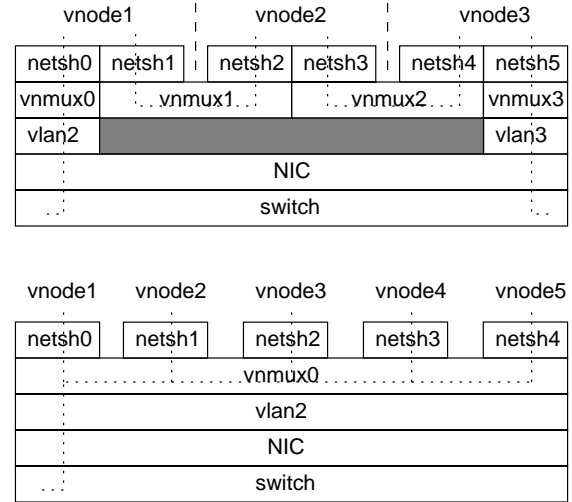 vnode1 vnode2 vnode3
netsh0 netsh1 netsh2 netsh3 netsh4 netsh5
vnmux0 vnmux1 vnmux2 vnmux3
vlan2 vlan3
NIC
switch
vnode1 vnode2 vnode3 vnode4 vnode5
netsh0 netsh1 netsh2 netsh3 netsh4
vnmux0
vlan2
NIC
switch